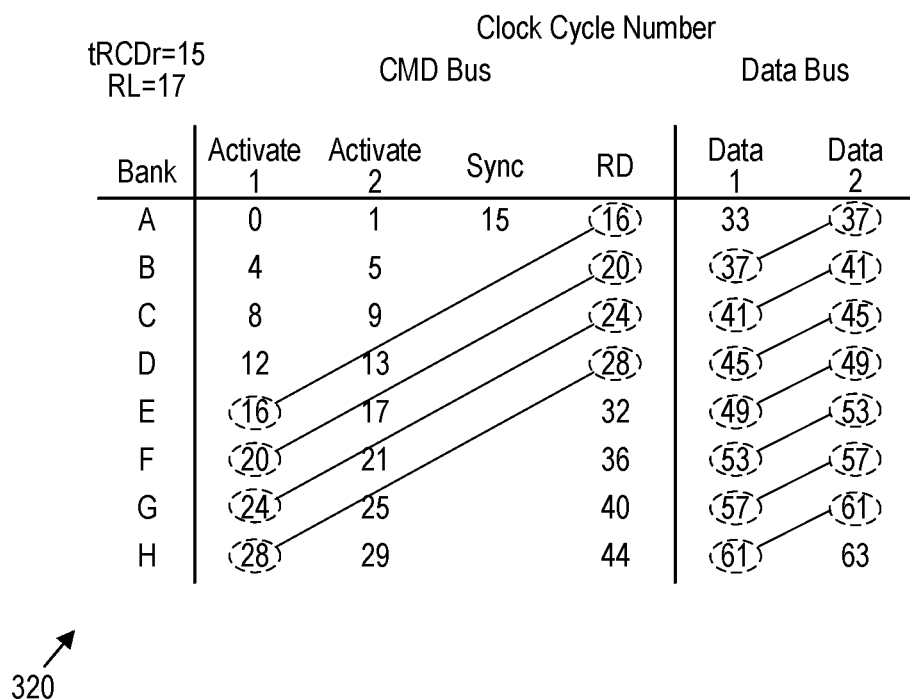 Clock Cycle Number
tRCDr=15
RL=17
CMD Bus Data Bus
Bank Activate 1 Activate 2 Sync RD Data 1 Data 2
A 0 1 15 16 33 37
B 4 5 20 37 41
C 8 9 24 41 45
D 12 13 28 45 49
E 16 17 32 49 53
F 20 21 36 53 57
G 24 25 40 57 61
H 28 29 44 61 63
320